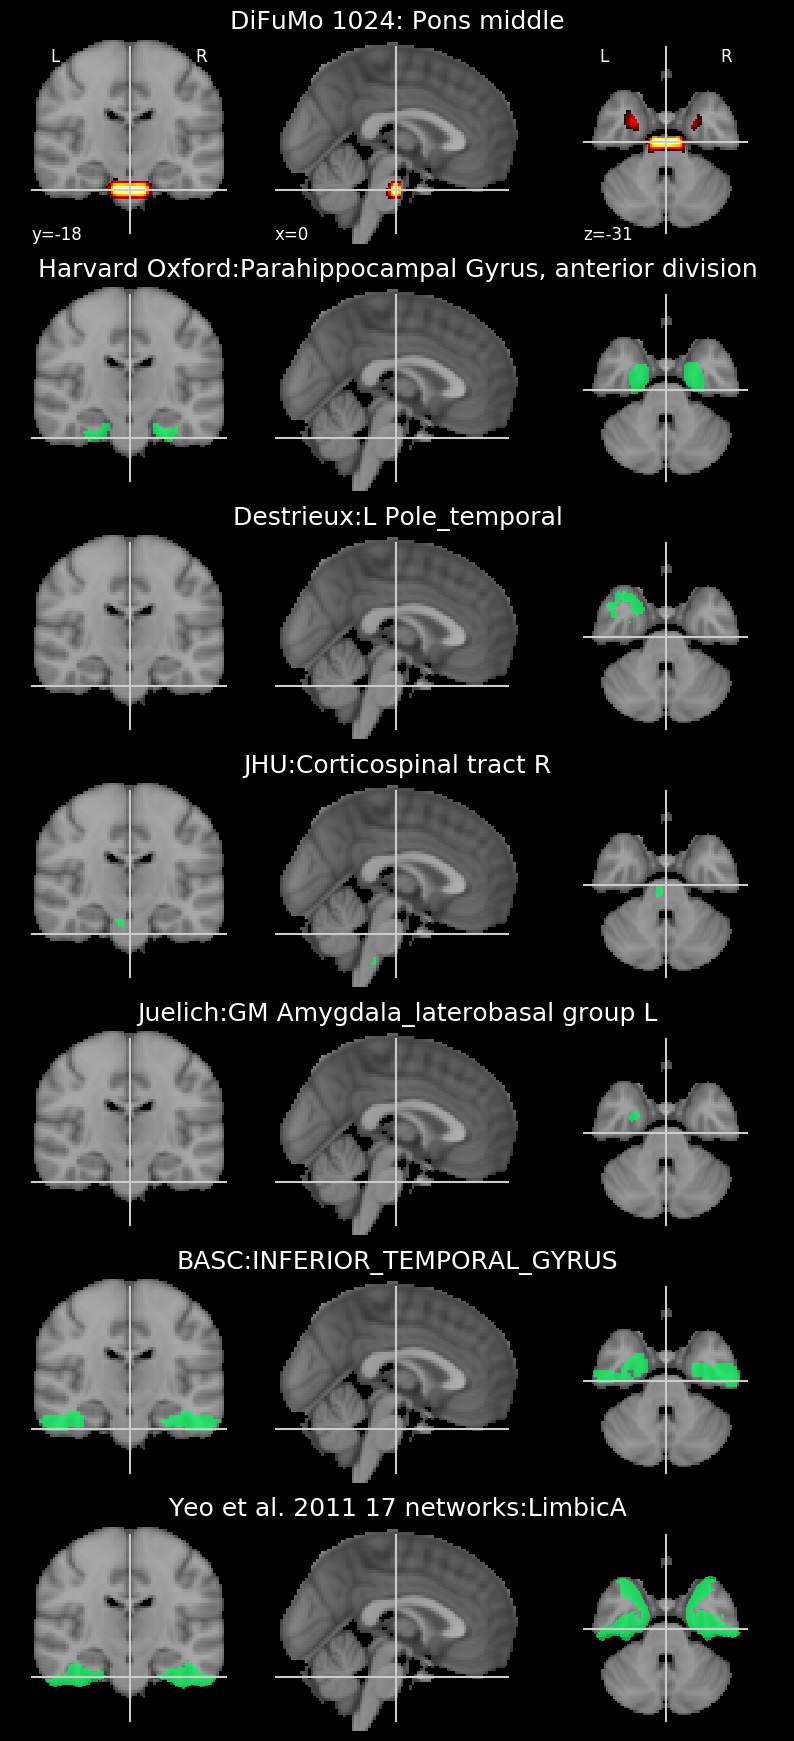 DiFuMo 1024: Pons middle
L R L R
y=-18 x=0 z=-31
Harvard Oxford:Parahippocampal Gyrus, anterior division
Destrieux:L Pole_temporal
JHU:Corticospinal tract R
Juelich:GM Amygdala_laterobasal group L
BASC:INFERIOR_TEMPORAL_GYRUS
Yeo et al. 2011 17 networks:LimbicA